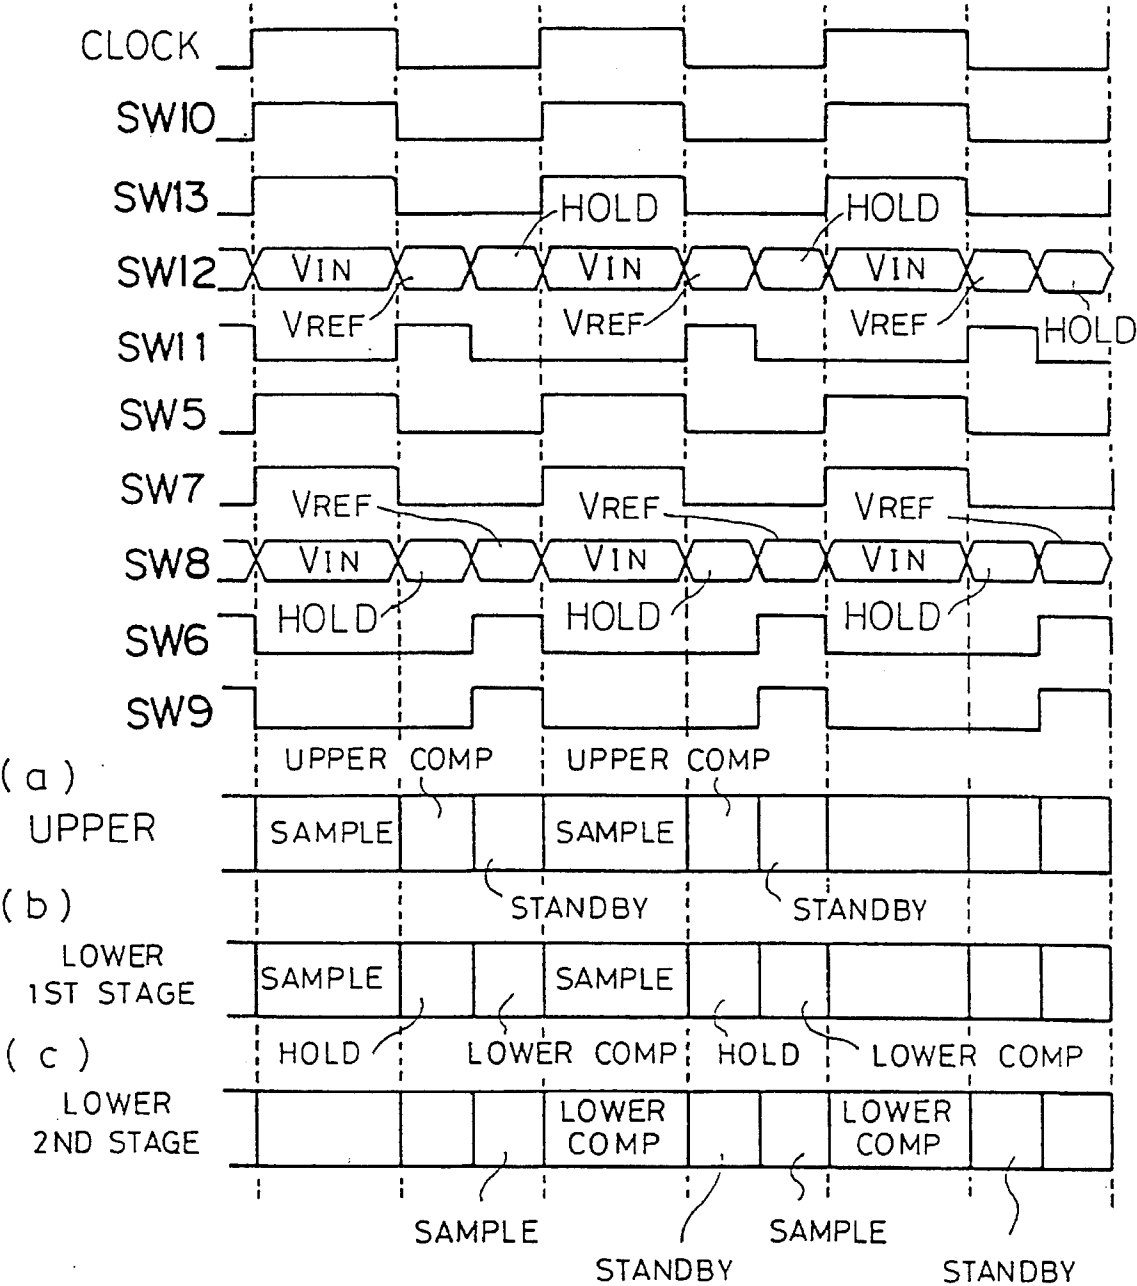 CLOCK
SW10
SW13
HOLD HOLD
SW12 VIN VIN VIN
VREF VREF VREF HOLD
SW11
SW5
SW7
VREF VREF VREF
SW8 VIN VIN VIN
HOLD HOLD HOLD
SW6
SW9
UPPER COMP UPPER COMP
(a)
UPPER SAMPLE SAMPLE
STANDBY STANDBY
(b)
LOWER
1ST STAGE SAMPLE SAMPLE
HOLD LOWER COMP HOLD LOWER COMP
(c)
LOWER
2ND STAGE
LOWER
COMP
LOWER
COMP
SAMPLE SAMPLE
STANDBY STANDBY